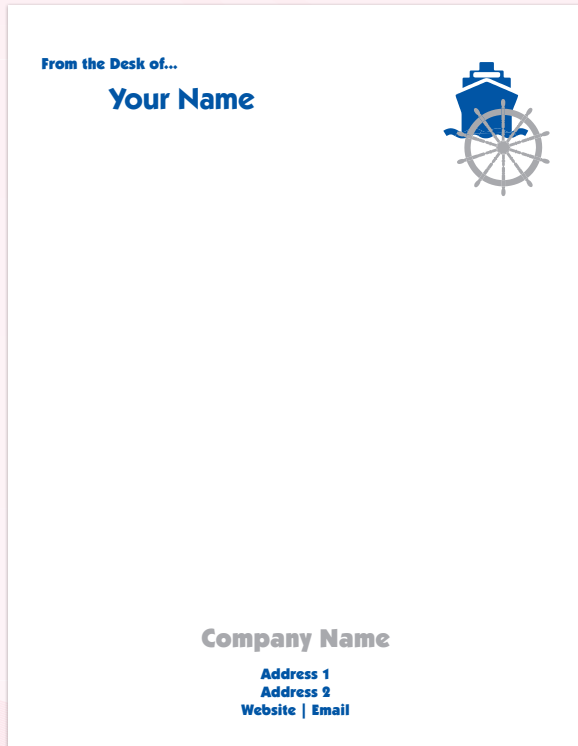 From the Desk of...
Your Name
Company Name
Address 1
Address 2
Website | Email